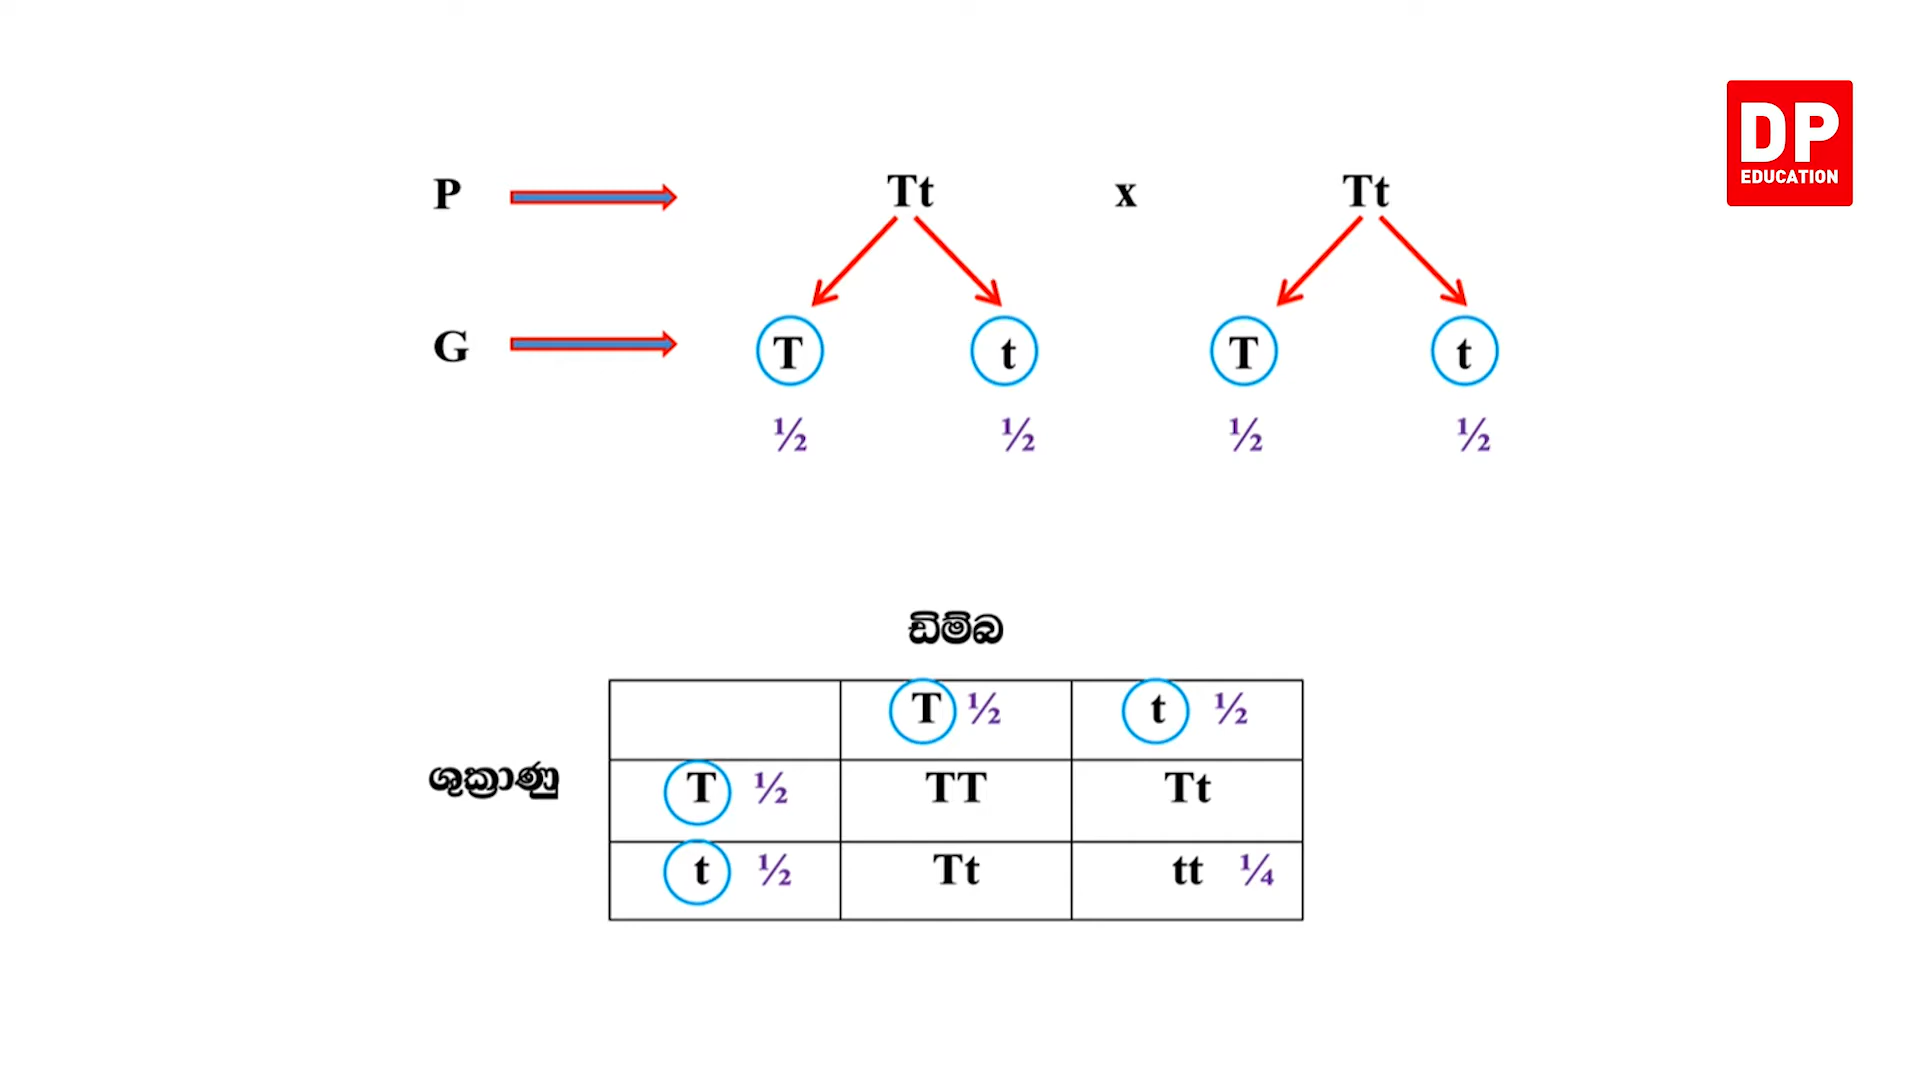 DP
EDUCATION
P Tt x Tt
G T t T t
½ ½ ½ ½
ඩිම්බ
T ½ t ½
ශුක්‍රාණු
T ½ TT Tt
t ½ Tt tt ¼